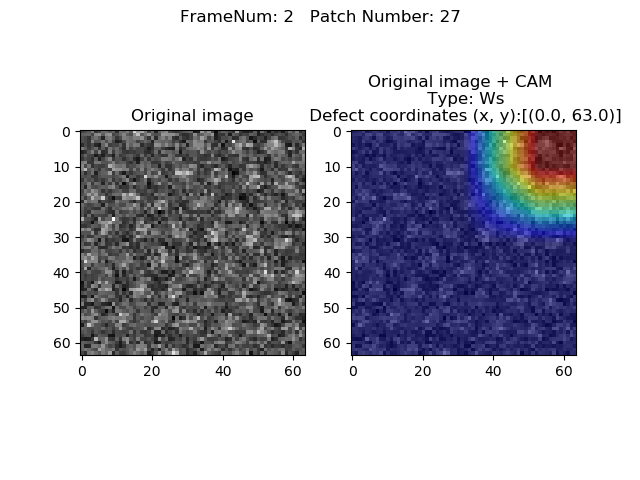 FrameNum: 2   Patch Number: 27
Original image
0
10
20
30
40
50
60
0 20 40 60
Original image + CAM
Type: Ws
Defect coordinates (x, y):[(0.0, 63.0)]
0
10
20
30
40
50
60
0 20 40 60